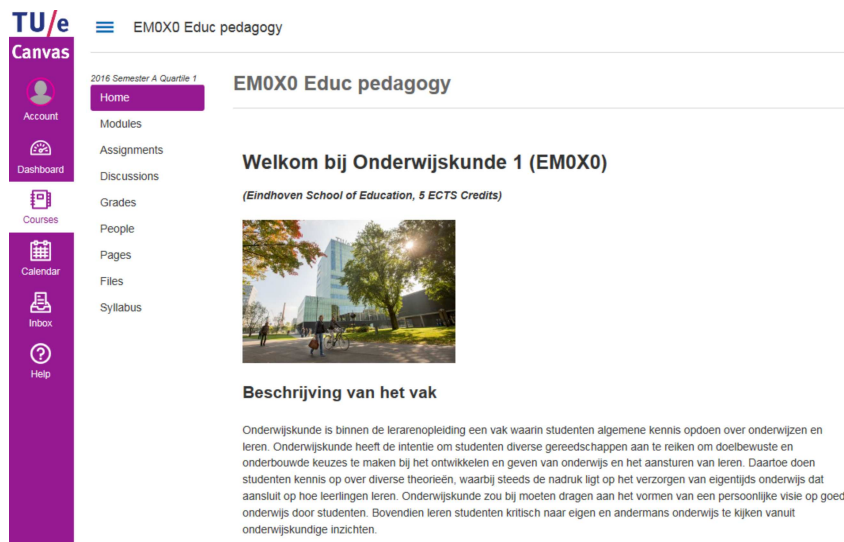 TU/e
EM0X0 Educ pedagogy
Canvas
2016 Semester A Quartile 1
Home
Modules
Assignments
Discussions
Grades
People
Pages
Files
Syllabus
Account
Dashboard
Courses
Calendar
Inbox
Help
EM0X0 Educ pedagogy
Welkom bij Onderwijskunde 1 (EM0X0)
(Eindhoven School of Education, 5 ECTS Credits)
Beschrijving van het vak
Onderwijskunde is binnen de lerarenopleiding een vak waarin studenten algemene kennis opdoen over onderwijzen en
leren. Onderwijskunde heeft de intentie om studenten diverse gereedschappen aan te reiken om doelbewuste en
onderbouwde keuzes te maken bij het ontwikkelen en geven van onderwijs en het aansturen van leren. Daartoe doen
studenten kennis op over diverse theorieën, waarbij steeds de nadruk ligt op het verzorgen van eigentijds onderwijs dat
aansluit op hoe leerlingen leren. Onderwijskunde zou bij moeten dragen aan het vormen van een persoonlijke visie op goed
onderwijs door studenten. Bovendien leren studenten kritisch naar eigen en andermans onderwijs te kijken vanuit
onderwijskundige inzichten.